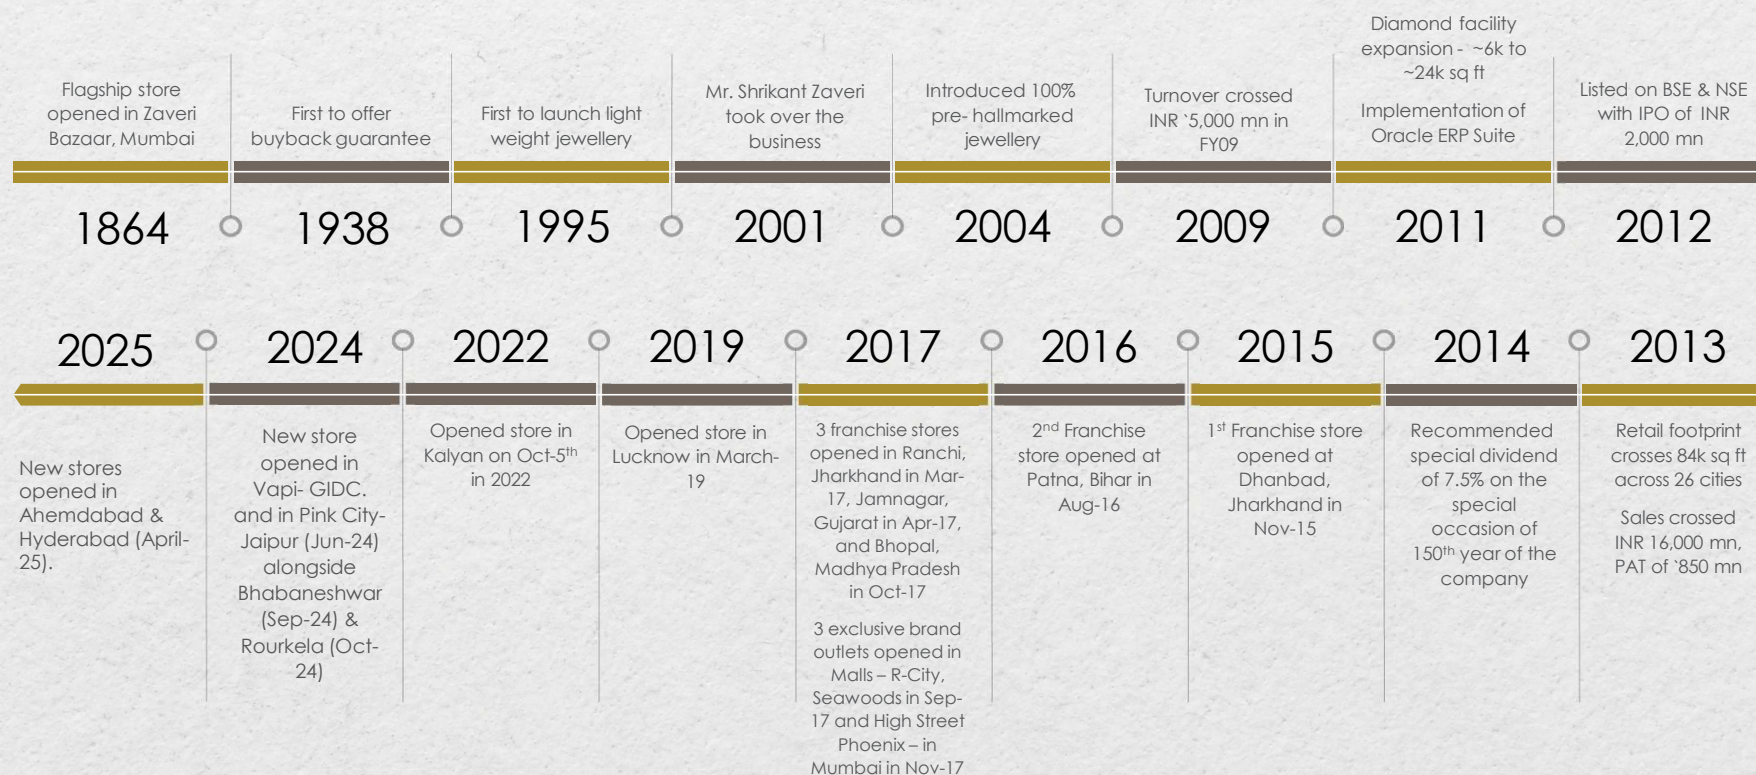 Flagship store
opened in Zaveri
Bazaar, Mumbai
First to offer
buyback guarantee
First to launch light
weight jewellery
Mr. Shrikant Zaveri
took over the
business
Introduced 100%
pre- hallmarked
jewellery
Turnover crossed
INR `5,000 mn in
FY09
Diamond facility
expansion - ~6k to
~24k sq ft
Implementation of
Oracle ERP Suite
Listed on BSE & NSE
with IPO of INR
2,000 mn
1864
1938
1995
2001
2004
2009
2011
2012
2025
2024
2022
2019
2017
2016
2015
2014
2013
New stores
opened in
Ahemdabad &
Hyderabad (April-
25).
New store
opened in
Vapi- GIDC.
and in Pink City-
Jaipur (Jun-24)
alongside
Bhabaneshwar
(Sep-24) &
Rourkela (Oct-
24)
Opened store in
Kalyan on Oct-5th
in 2022
Opened store in
Lucknow in March-
19
3 franchise stores
opened in Ranchi,
Jharkhand in Mar-
17, Jamnagar,
Gujarat in Apr-17,
and Bhopal,
Madhya Pradesh
in Oct-17
3 exclusive brand
outlets opened in
Malls – R-City,
Seawoods in Sep-
17 and High Street
Phoenix – in
Mumbai in Nov-17
2nd Franchise
store opened at
Patna, Bihar in
Aug-16
1st Franchise store
opened at
Dhanbad,
Jharkhand in
Nov-15
Recommended
special dividend
of 7.5% on the
special
occasion of
150th year of the
company
Retail footprint
crosses 84k sq ft
across 26 cities
Sales crossed
INR 16,000 mn,
PAT of `850 mn